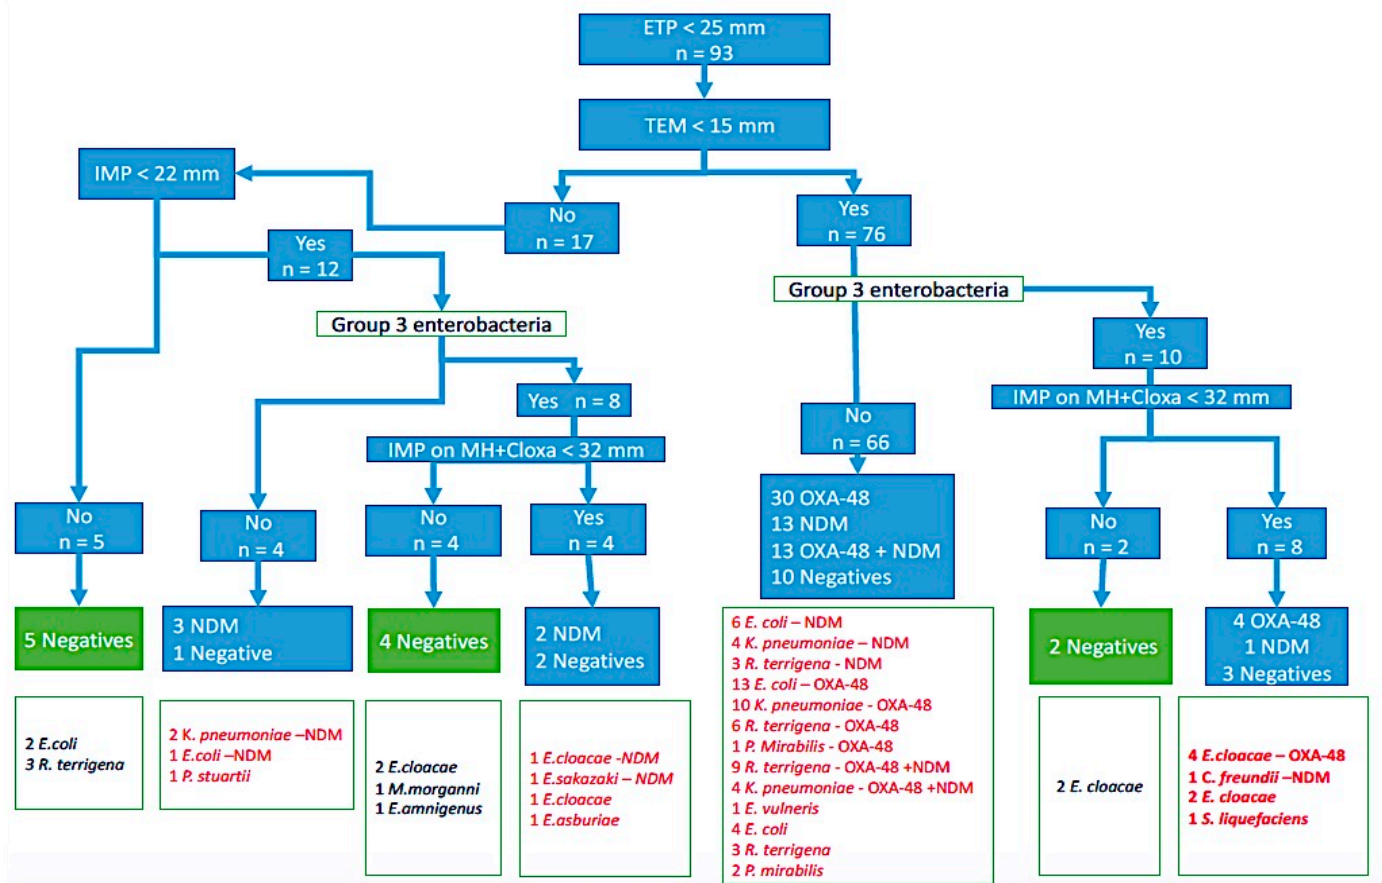 ETP < 25 mm
n = 93
TEM < 15 mm
IMP < 22 mm
No
n = 17
Yes
n = 76
Yes
n = 12
Group 3 enterobacteria
Group 3 enterobacteria
Yes
n = 10
Yes n = 8
IMP on MH+Cloxa < 32 mm
No
n = 66
IMP on MH+Cloxa < 32 mm
No
n = 5
No
n = 4
No
n = 4
Yes
n = 4
30 OXA-48
13 NDM
13 OXA-48 + NDM
10 Negatives
No
n = 2
Yes
n = 8
5 Negatives
3 NDM
1 Negative
4 Negatives
2 NDM
2 Negatives
2 Negatives
4 OXA-48
1 NDM
3 Negatives
2 E.coli
3 R. terrigena
2 K. pneumoniae –NDM
1 E.coli –NDM
1 P. stuartii
2 E.cloacae
1 M.morganni
1 E.amnigenus
1 E.cloacae -NDM
1 E.sakazaki – NDM
1 E.cloacae
1 E.asburiae
6 E. coli – NDM
4 K. pneumoniae – NDM
3 R. terrigena - NDM
13 E. coli – OXA-48
10 K. pneumoniae - OXA-48
6 R. terrigena - OXA-48
1 P. Mirabilis - OXA-48
9 R. terrigena - OXA-48 +NDM
4 K. pneumoniae - OXA-48 +NDM
1 E. vulneris
4 E. coli
3 R. terrigena
2 P. mirabilis
2 E. cloacae
4 E.cloacae – OXA-48
1 C. freundii –NDM
2 E. cloacae
1 S. liquefaciens